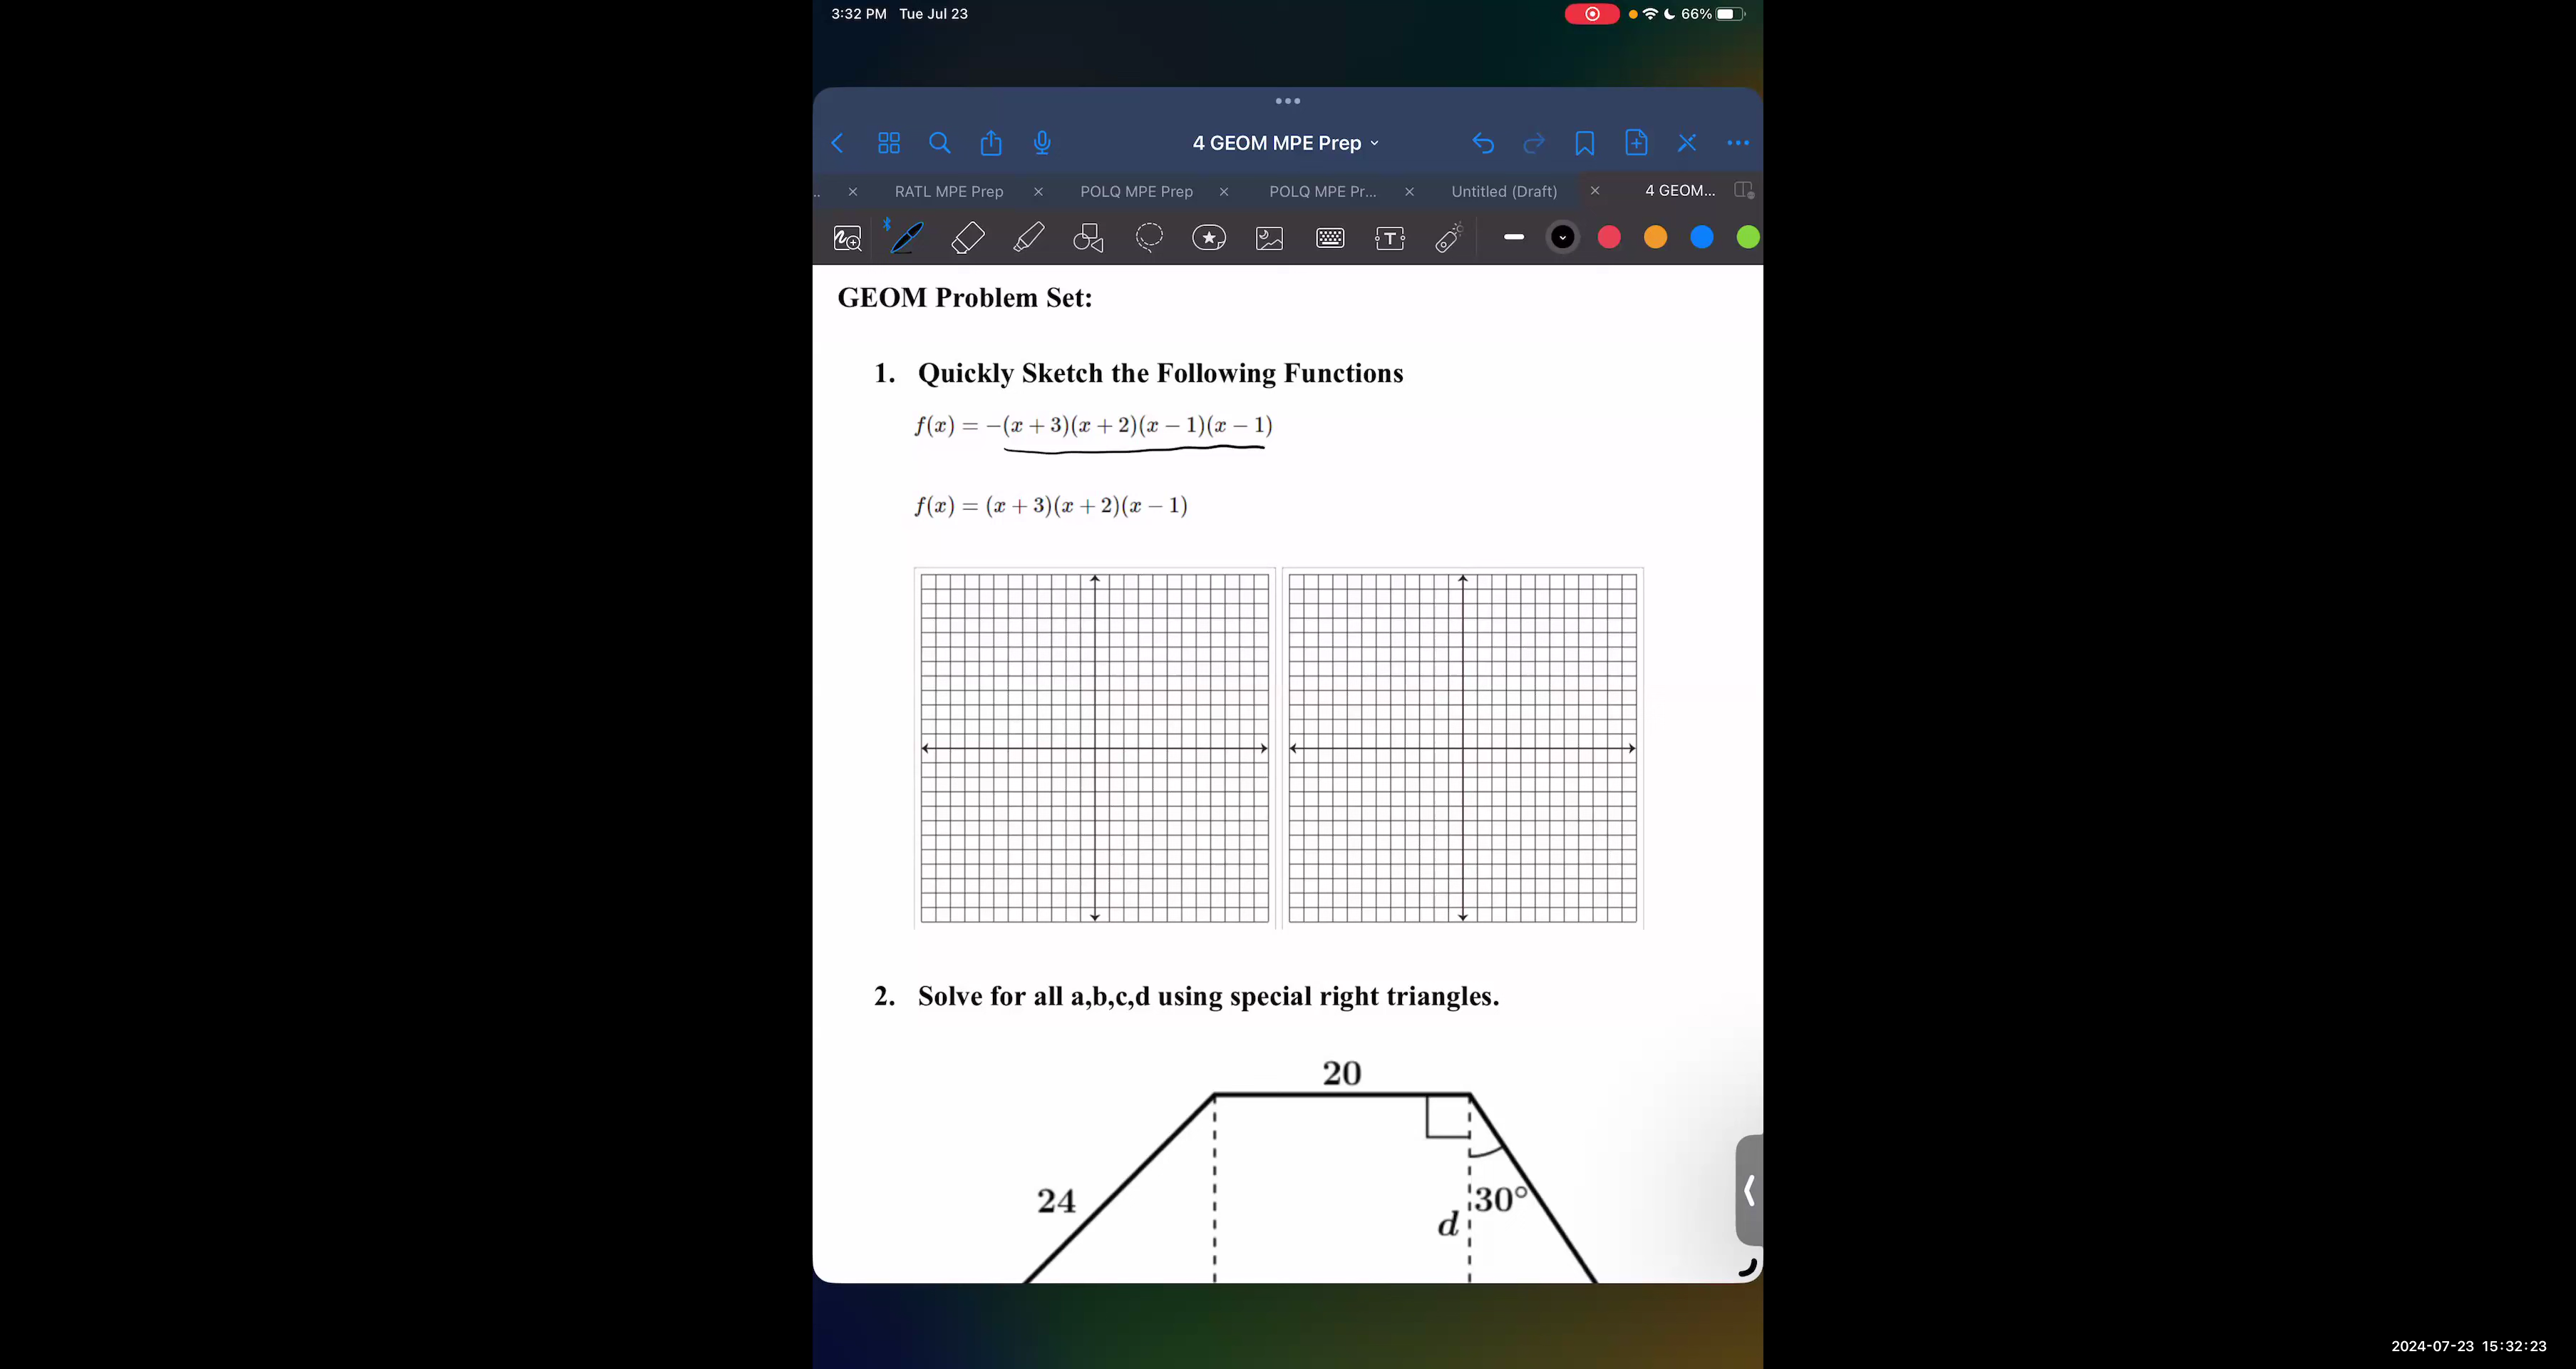 3:32 PM Tue Jul 23
66%
4 GEOM MPE Prep
.. RATL MPE Prep POLQ MPE Prep POLQ MPE Pr... Untitled (Draft) 4 GEOM...
GEOM Problem Set:
1. Quickly Sketch the Following Functions
f(x) = −(x + 3)(x + 2)(x − 1)(x − 1)
f(x) = (x + 3)(x + 2)(x − 1)
2. Solve for all a,b,c,d using special right triangles.
20
24
30°
d
2024-07-23 15:32:23